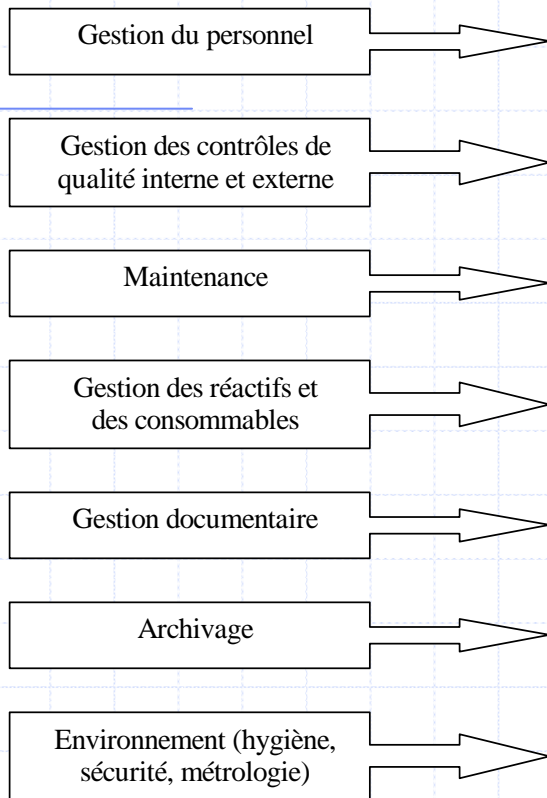 Gestion du personnel
Gestion des contrôles de
qualité interne et externe
Maintenance
Gestion des réactifs et
des consommables
Gestion documentaire
Archivage
Environnement (hygiène,
sécurité, métrologie)